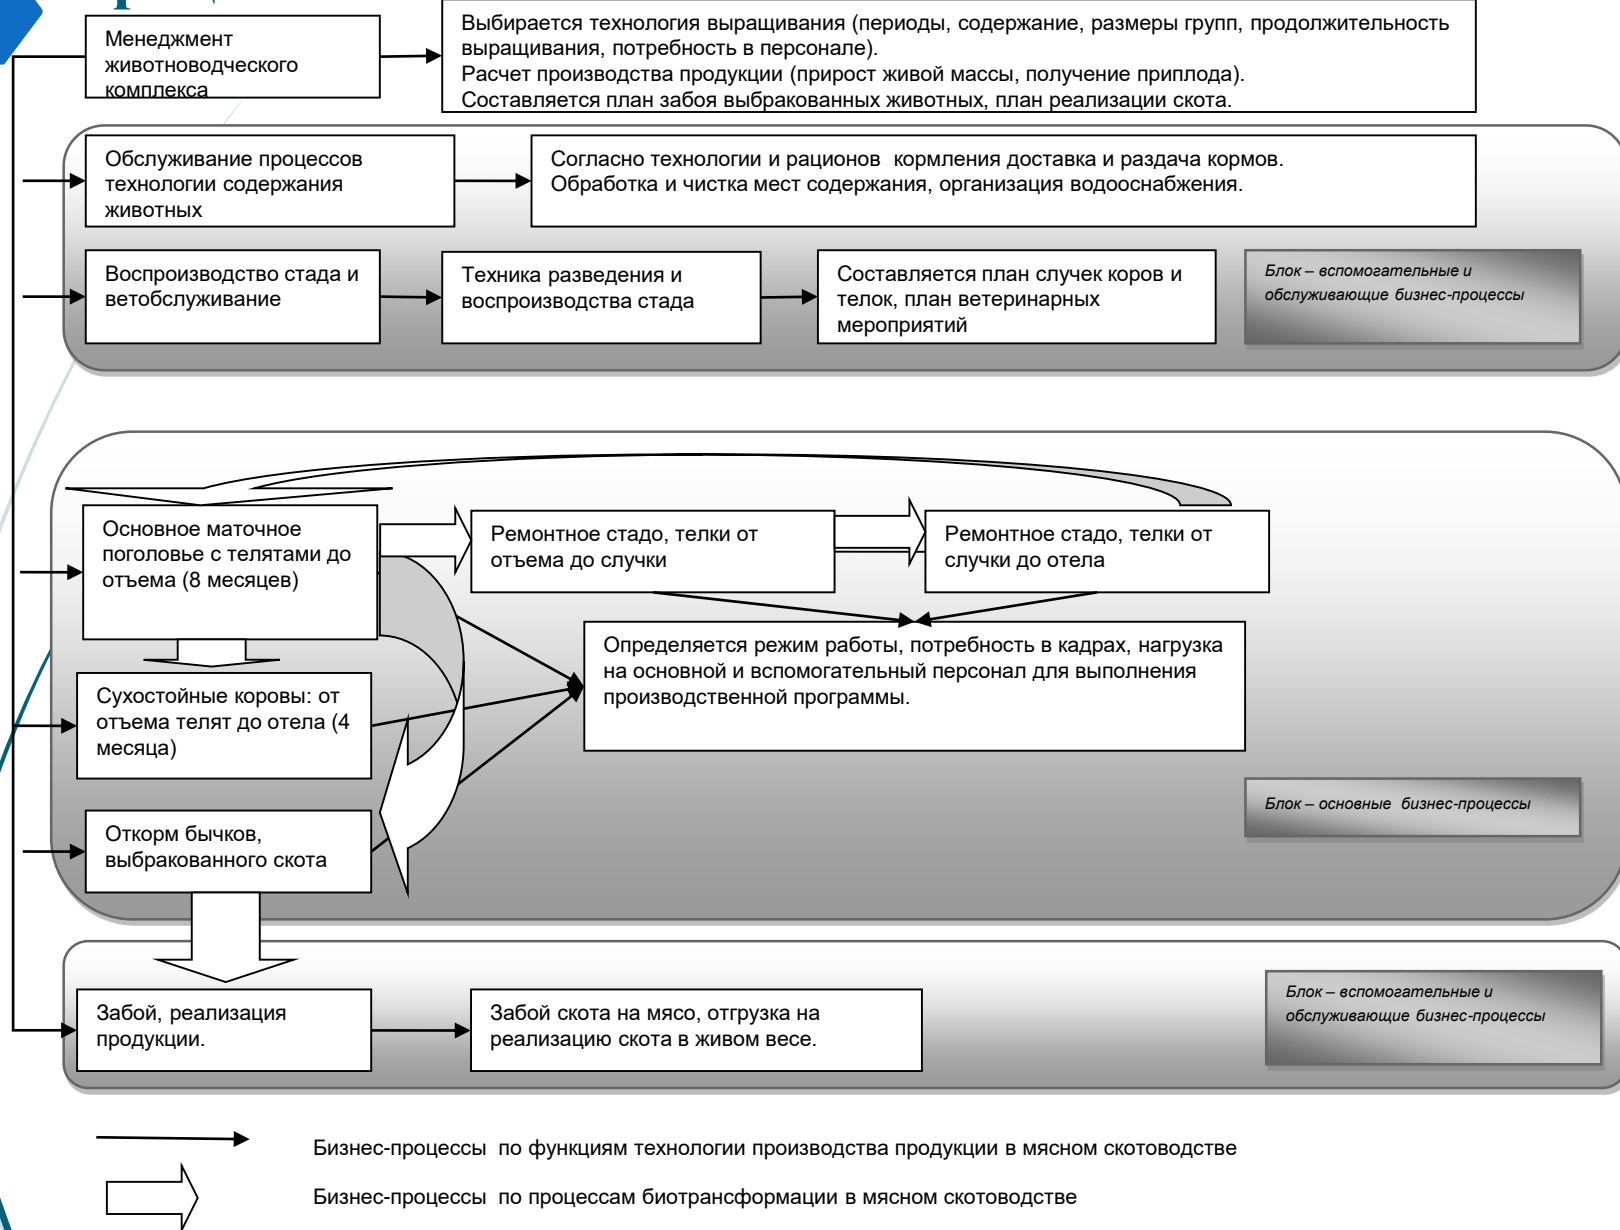 Менеджмент
животноводческого
комплекса
Выбирается технология выращивания (периоды, содержание, размеры групп, продолжительность
выращивания, потребность в персонале).
Расчет производства продукции (прирост живой массы, получение приплода).
Составляется план забоя выбракованных животных, план реализации скота.
Обслуживание процессов
технологии содержания
животных
Согласно технологии и рационов кормления доставка и раздача кормов.
Обработка и чистка мест содержания, организация водооснабжения.
Воспроизводство стада и
ветобслуживание
Техника разведения и
воспроизводства стада
Составляется план случек коров и
телок, план ветеринарных
мероприятий
Блок – вспомогательные и
обслуживающие бизнес-процессы
Основное маточное
поголовье с телятами до
отъема (8 месяцев)
Ремонтное стадо, телки от
отъема до случки
Ремонтное стадо, телки от
случки до отела
Определяется режим работы, потребность в кадрах, нагрузка
на основной и вспомогательный персонал для выполнения
производственной программы.
Сухостойные коровы: от
отъема телят до отела (4
месяца)
Блок – основные бизнес-процессы
Откорм бычков,
выбракованного скота
Забой, реализация
продукции.
Забой скота на мясо, отгрузка на
реализацию скота в живом весе.
Блок – вспомогательные и
обслуживающие бизнес-процессы
Бизнес-процессы по функциям технологии производства продукции в мясном скотоводстве
Бизнес-процессы по процессам биотрансформации в мясном скотоводстве